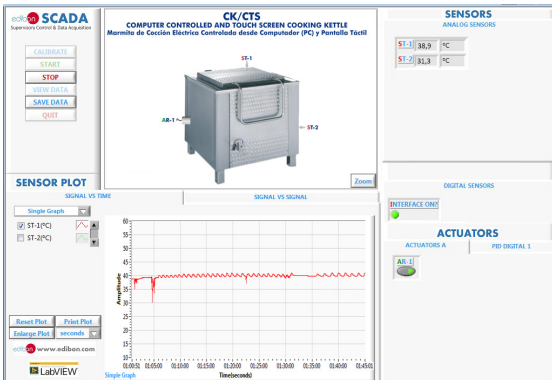 edibon SCADA
Supervisory Control & Data Acquisition
CALIBRATE
START
STOP
VIEW DATA
SAVE DATA
QUIT
CK/CTS
COMPUTER CONTROLLED AND TOUCH SCREEN COOKING KETTLE
Marmita de Cocción Eléctrica Controlada desde Computador (PC) y Pantalla Táctil
ST-1
AR-1
ST-2
Zoom
SENSORS
ANALOG SENSORS
ST-1 38,9 ºC
ST-2 31,3 ºC
DIGITAL SENSORS
INTERFACE ON?
ACTUATORS
ACTUATORS A PID DIGITAL 1
AR-1
SENSOR PLOT
SIGNAL VS TIME SIGNAL VS SIGNAL
Single Graph
ST-1(ºC)
ST-2(ºC)
Reset Plot Print Plot
Enlarge Plot seconds
edibon www.edibon.com
LabVIEW
Amplitude
60
55
50
45
40
35
30
25
20
15
10
01:00:51 01:05:00 01:10:00 01:15:00 01:20:00 01:25:00 01:30:00 01:35:00 01:40:00 01:45:01
Single Graph Time(seconds)